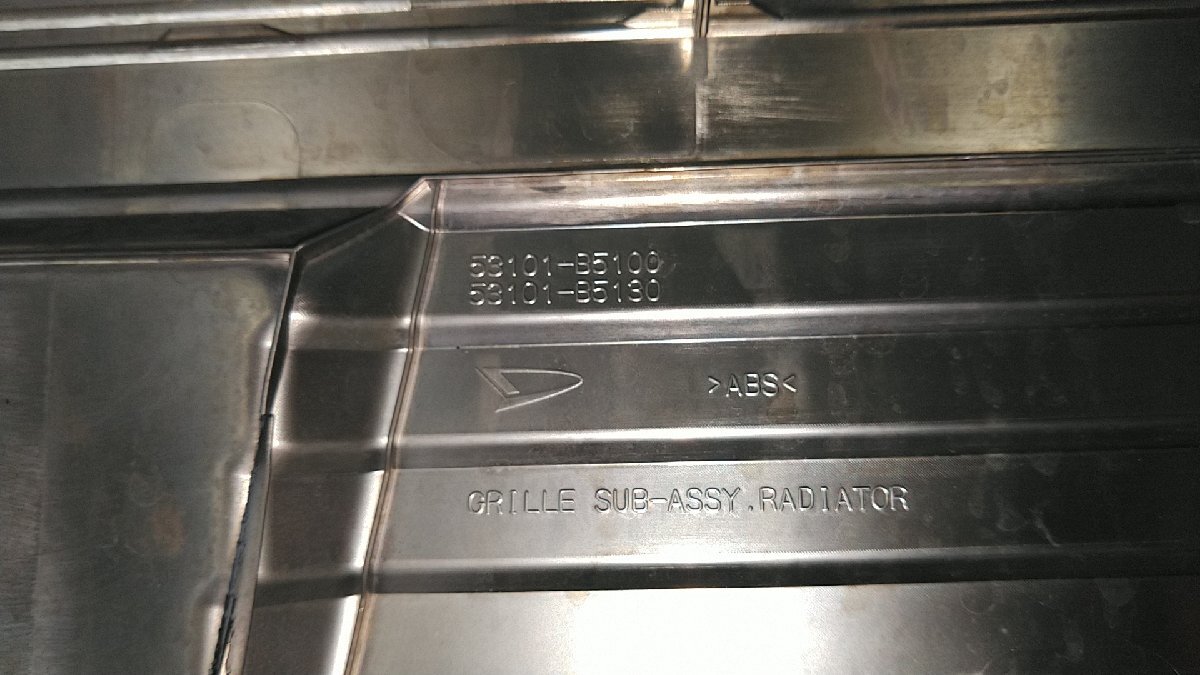 53101-B5100
53101-B5130
>ABS<
GRILLE SUB-ASSY.RADIATOR